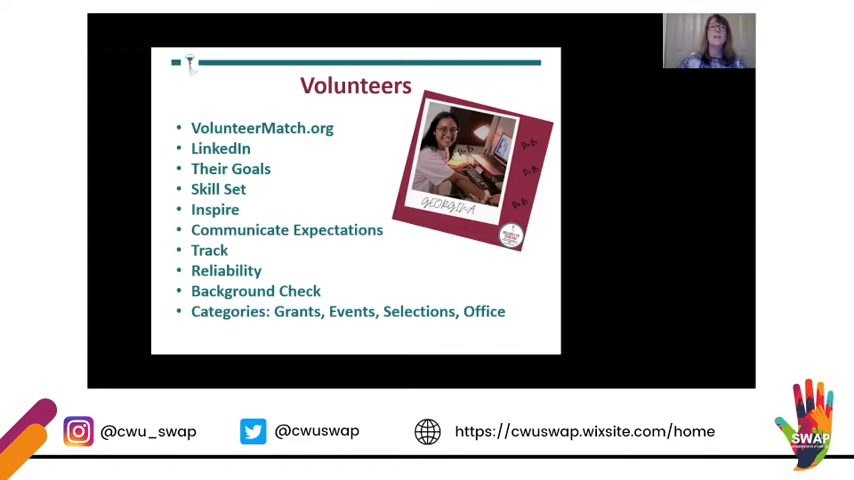 Volunteers
• VolunteerMatch.org
• LinkedIn
• Their Goals
• Skill Set
• Inspire
• Communicate Expectations
• Track
• Reliability
• Background Check
• Categories: Grants, Events, Selections, Office
GEORGINA
@cwu_swap
@cwuswap
https://cwuswap.wixsite.com/home
SWAP